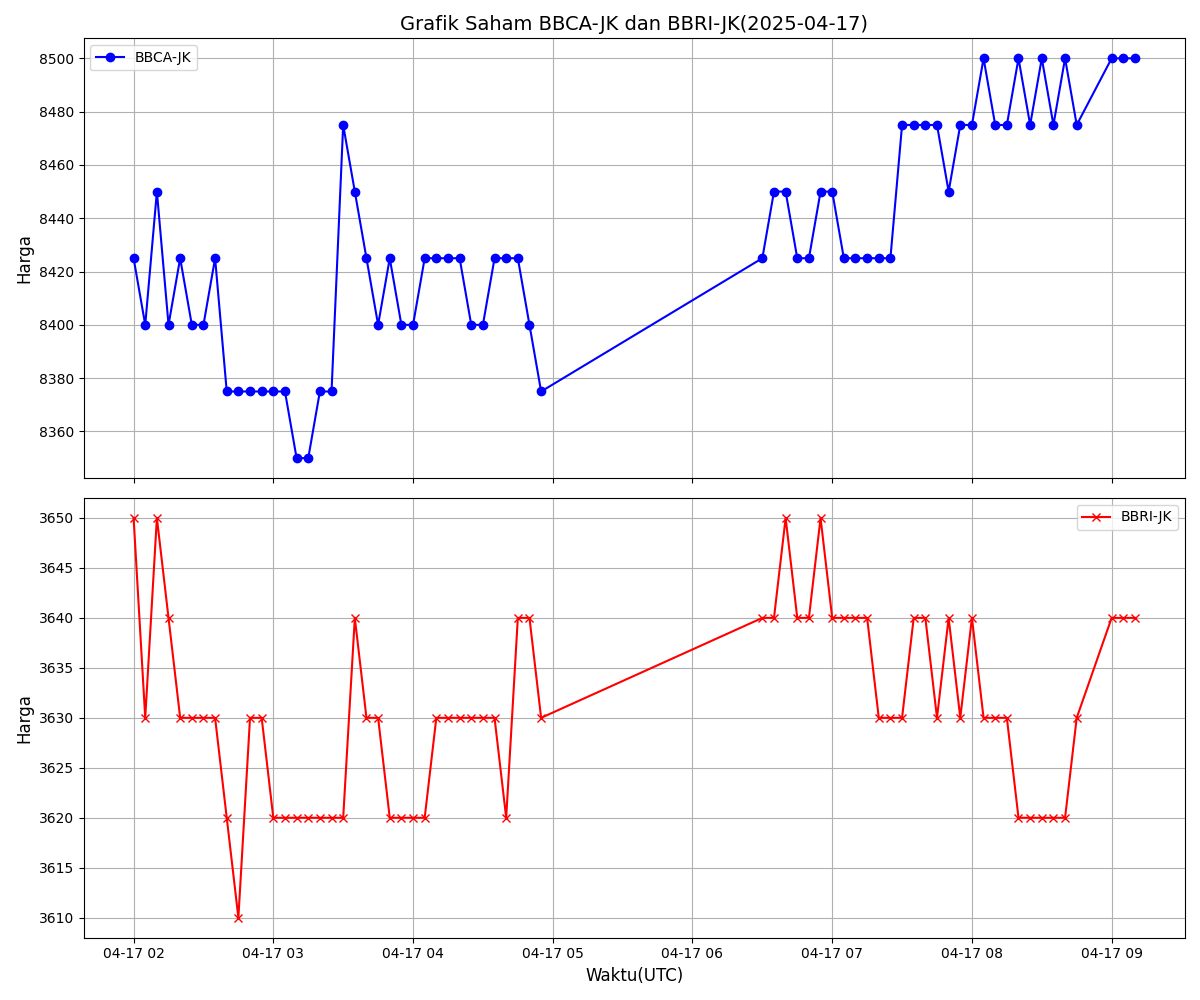 Grafik Saham BBCA-JK dan BBRI-JK(2025-04-17)
BBCA-JK
8500
8480
8460
8440
8420
8400
8380
8360
Harga
BBRI-JK
3650
3645
3640
3635
3630
3625
3620
3615
3610
Harga
04-17 02 04-17 03 04-17 04 04-17 05 04-17 06 04-17 07 04-17 08 04-17 09
Waktu(UTC)